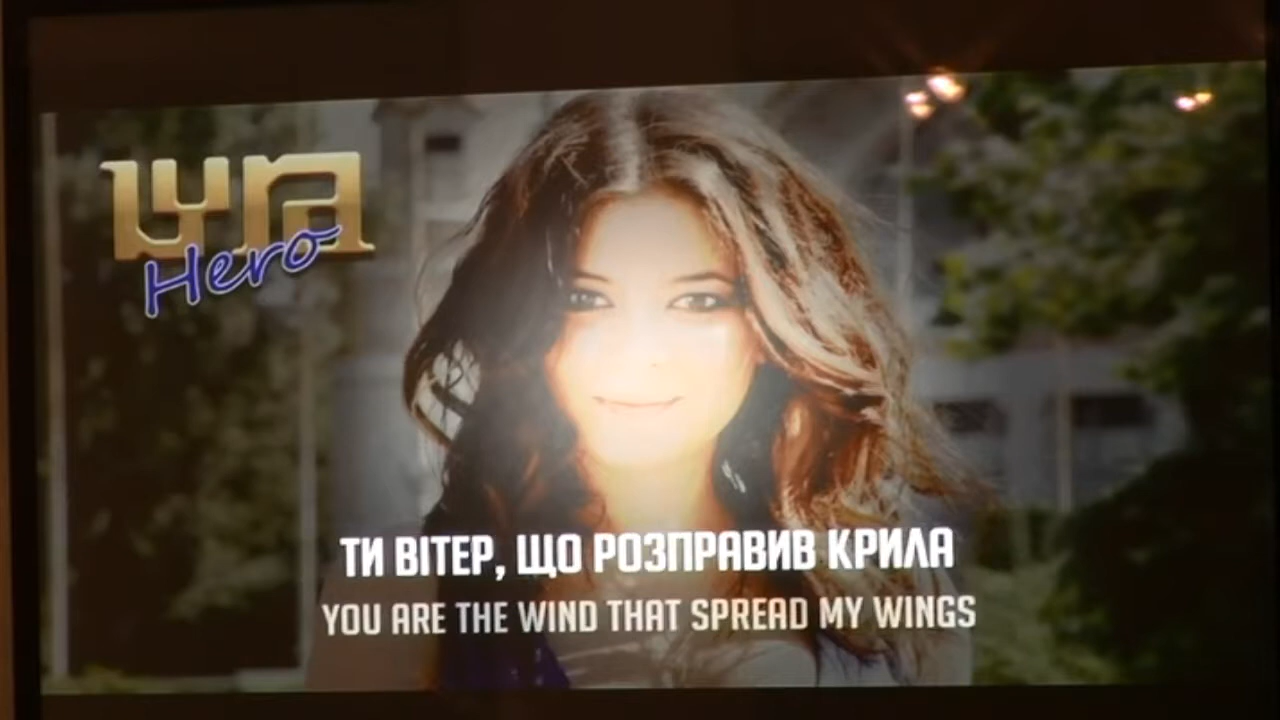 lyra
Hero
ТИ ВІТЕР, ЩО РОЗПРАВИВ КРИЛА
YOU ARE THE WIND THAT SPREAD MY WINGS